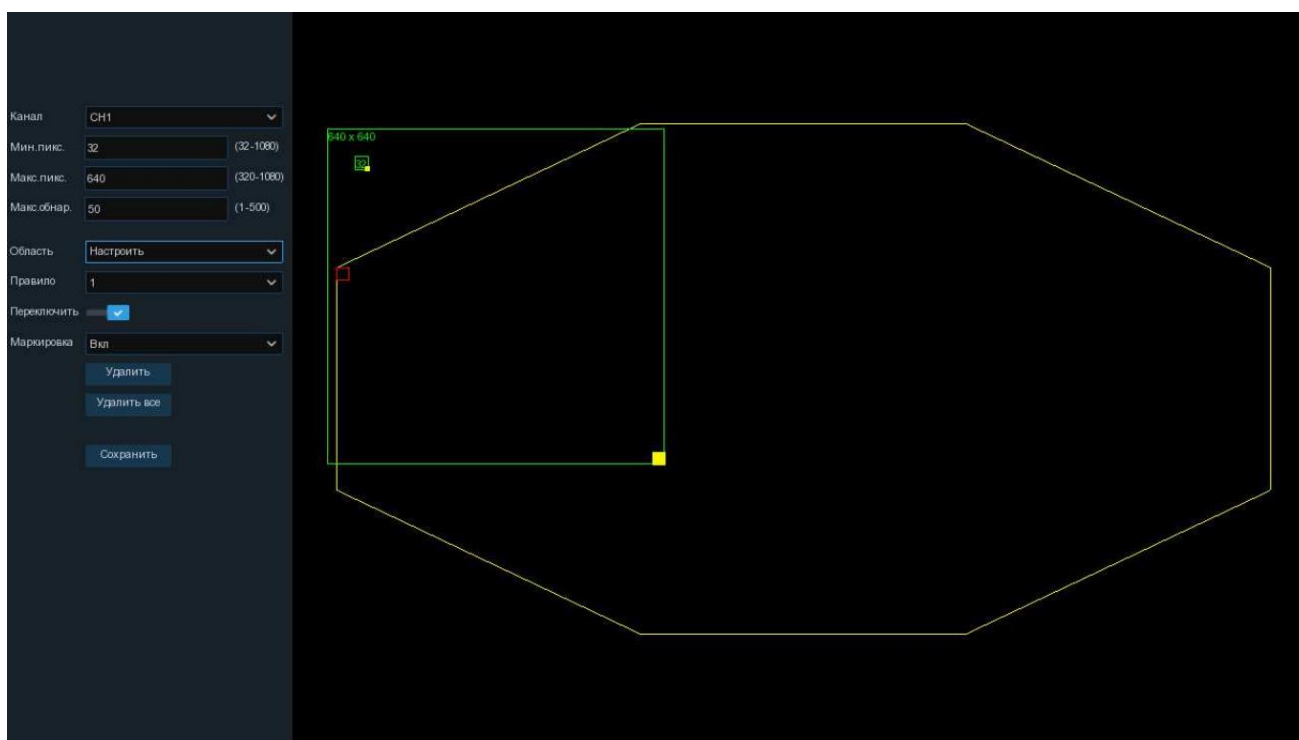 Канал CH1
Мин.пикс. 32 (32-1080)
Макс.пикс. 640 (320-1080)
Макс.обнар. 50 (1-500)
Область Настроить
Правило 1
Переключить
Маркировка Вкл
Удалить
Удалить все
Сохранить
640 x 640
32